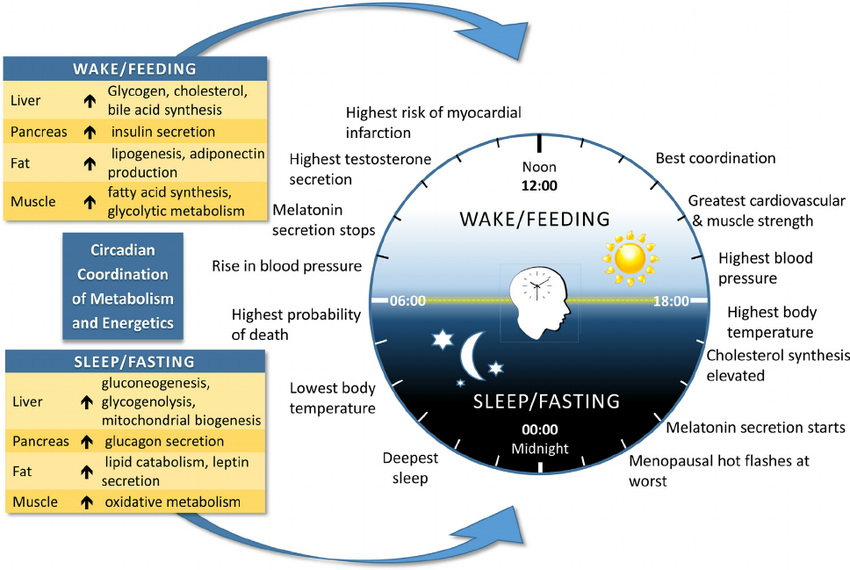 WAKE/FEEDING
Liver
Glycogen, cholesterol,
bile acid synthesis
Pancreas
insulin secretion
Fat
lipogenesis, adiponectin
production
Muscle
fatty acid synthesis,
glycolytic metabolism
Circadian
Coordination
of Metabolism
and Energetics
SLEEP/FASTING
Liver
gluconeogenesis,
glycogenolysis,
mitochondrial biogenesis
Pancreas
glucagon secretion
Fat
lipid catabolism, leptin
secretion
Muscle
oxidative metabolism
Highest risk of myocardial
infarction
Highest testosterone
secretion
Melatonin
secretion stops
Rise in blood pressure
Highest probability
of death
Lowest body
temperature
Deepest
sleep
Noon
12:00
WAKE/FEEDING
06:00
18:00
SLEEP/FASTING
00:00
Midnight
Best coordination
Greatest cardiovascular
& muscle strength
Highest blood
pressure
Highest body
temperature
Cholesterol synthesis
elevated
Melatonin secretion starts
Menopausal hot flashes at
worst